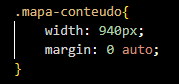 .mapa-conteudo{
    width: 940px;
    margin: 0 auto;
}